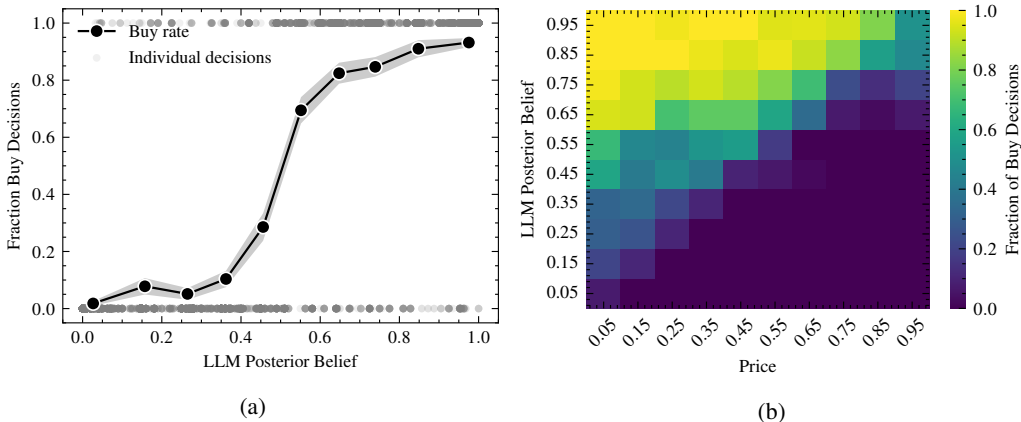 1.0
0.8
0.6
0.4
0.2
0.0
Fraction Buy Decisions
Buy rate
Individual decisions
0.0 0.2 0.4 0.6 0.8 1.0
LLM Posterior Belief
(a)
0.95
0.85
0.75
0.65
0.55
0.45
0.35
0.25
0.15
0.05
LLM Posterior Belief
0.05 0.15 0.25 0.35 0.45 0.55 0.65 0.75 0.85 0.95
Price
1.0
0.8
0.6
0.4
0.2
0.0
Fraction of Buy Decisions
(b)